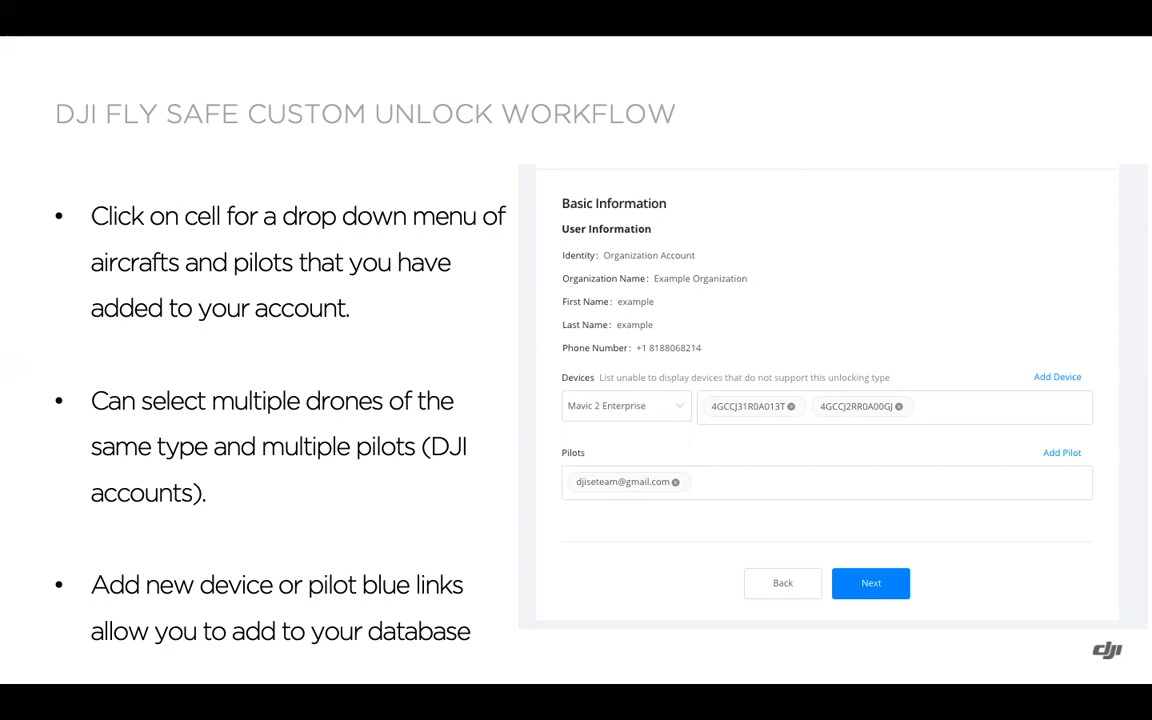 DJI FLY SAFE CUSTOM UNLOCK WORKFLOW
• Click on cell for a drop down menu of
aircrafts and pilots that you have
added to your account.
• Can select multiple drones of the
same type and multiple pilots (DJI
accounts).
• Add new device or pilot blue links
allow you to add to your database
Basic Information
User Information
Identity: Organization Account
Organization Name: Example Organization
First Name: example
Last Name: example
Phone Number: +1 8188068214
Devices List unable to display devices that do not support this unlocking type Add Device
Mavic 2 Enterprise 4GCCJ31R0A013T 4GCCJ2RR0A00GJ
Pilots Add Pilot
djiseteam@gmail.com
Back Next
dji